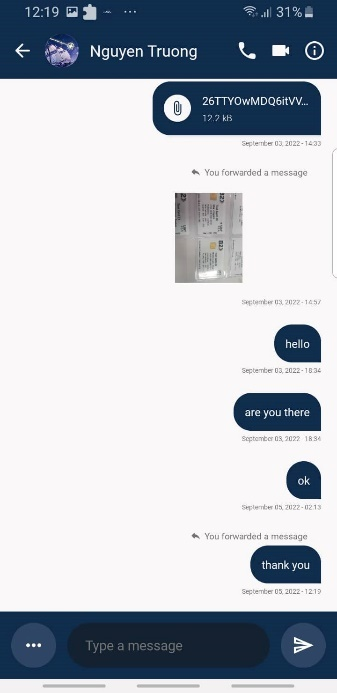 12:19
31%
Nguyen Truong
26TTYOwMDQ6itVV...
12.2 kB
September 03, 2022 - 14:33
You forwarded a message
823
823
September 03, 2022 - 14:57
hello
September 03, 2022 - 18:34
are you there
September 03, 2022 - 18:34
ok
September 05, 2022 - 02:13
You forwarded a message
thank you
September 05, 2022 - 12:19
Type a message